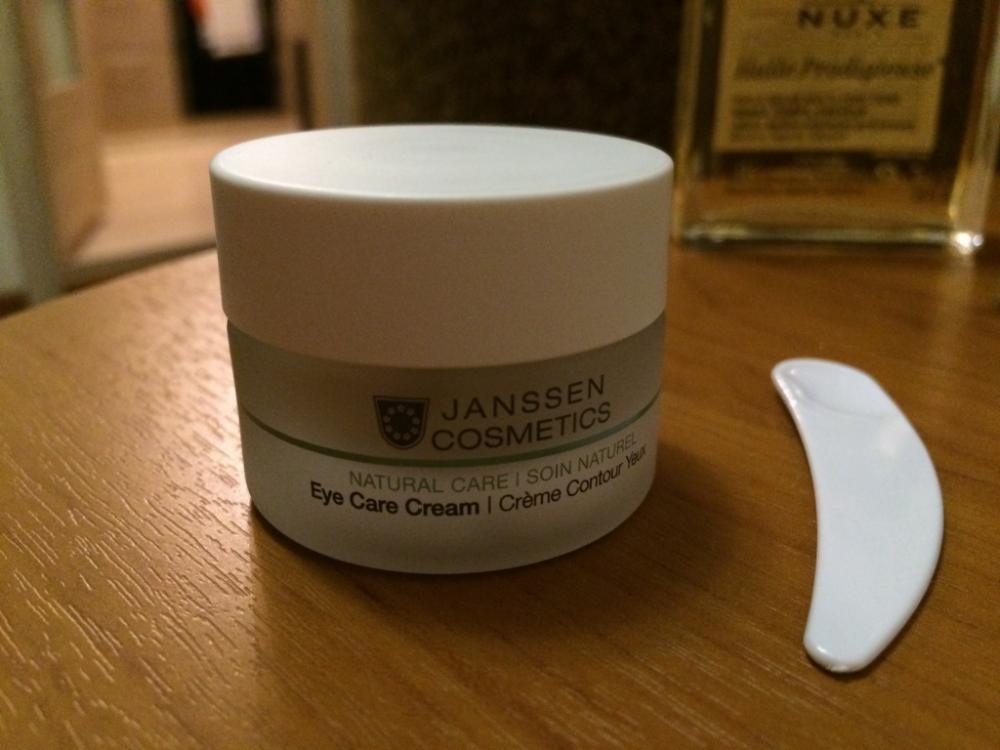 JANSSEN
COSMETICS
NATURAL CARE | SOIN NATUREL
Eye Care Cream | Crème Contour Yeux
NUXE
Huile Prodigieuse